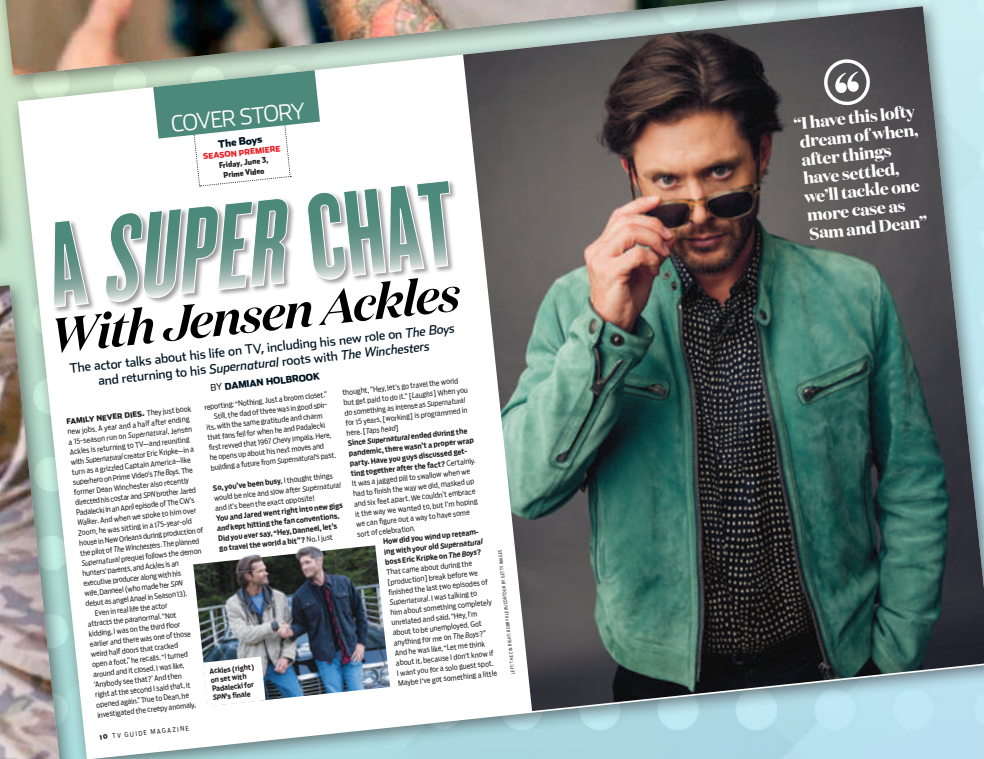 COVER STORY
The Boys
SEASON PREMIERE
Friday, June 3,
Prime Video
A SUPER CHAT
With Jensen Ackles
The actor talks about his life on TV, including his new role on The Boys
and returning to his Supernatural roots with The Winchesters
BY DAMIAN HOLBROOK
FAMILY NEVER DIES. They just book
new jobs. A year and a half after ending
a 15-season run on Supernatural, Jensen
Ackles is returning to TV—and reuniting
with Supernatural creator Eric Kripke—in a
turn as a grizzled Captain America–like
superhero on Prime Video's The Boys. The
former Dean Winchester also recently
directed his costar and SPN brother Jared
Padalecki in an April episode of The CW's
Walker. And when we spoke to him over
Zoom, he was sitting in a 175-year-old
house in New Orleans during production of
the pilot of The Winchesters. The planned
Supernatural prequel follows the demon
hunters' parents, and Ackles is an
executive producer along with his
wife, Danneel (who made her SPN
debut as angel Anael in Season 13).
Even in real life the actor
attracts the paranormal. "Not
kidding, I was on the third floor
earlier and there was one of those
weird half doors that cracked
open a foot," he recalls. "I turned
around and it closed. I was like,
'Anybody see that?' And then
right at the second I said that, it
opened again." True to Dean, he
investigated the creepy anomaly,
reporting: "Nothing. Just a broom closet."
Still, the dad of three was in good spir-
its, with the same gratitude and charm
that fans fell for when he and Padalecki
first revved that 1967 Chevy Impala. Here,
he opens up about his next moves and
building a future from Supernatural's past.
So, you've been busy. I thought things
would be nice and slow after Supernatural
and it's been the exact opposite!
You and Jared went right into new gigs
and kept hitting the fan conventions.
Did you ever say, "Hey, Danneel, let's
go travel the world a bit"? No, I just
thought, "Hey, let's go travel the world
but get paid to do it." [Laughs] When you
do something as intense as Supernatural
for 15 years, [working] is programmed in
here. [Taps head]
Since Supernatural ended during the
pandemic, there wasn't a proper wrap
party. Have you guys discussed get-
ting together after the fact? Certainly.
It was a jagged pill to swallow when we
had to finish the way we did, masked up
and six feet apart. We couldn't embrace
it the way we wanted to, but I'm hoping
we can figure out a way to have some
sort of celebration.
How did you wind up reteam-
ing with your old Supernatural
boss Eric Kripke on The Boys?
That came about during the
[production] break before we
finished the last two episodes of
Supernatural. I was talking to
him about something completely
unrelated and said, "Hey, I'm
about to be unemployed. Got
anything for me on The Boys?"
And he was like, "Let me think
about it, because I don't know if
I want you for a solo guest spot.
Maybe I've got something a little
Ackles (right)
on set with
Padalecki for
SPN's finale
10 TV GUIDE MAGAZINE
“
“I have this lofty
dream of when,
after things
have settled,
we'll tackle one
more case as
Sam and Dean”